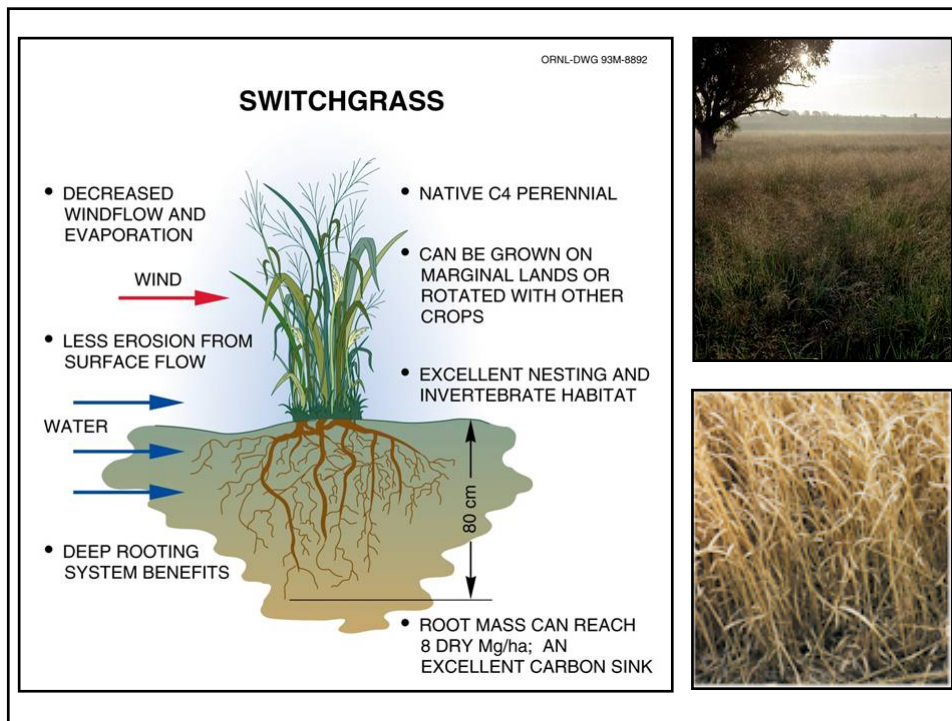 ORNL-DWG 93M-8892
SWITCHGRASS
• DECREASED
WINDFLOW AND
EVAPORATION
WIND
• LESS EROSION FROM
SURFACE FLOW
WATER
• DEEP ROOTING
SYSTEM BENEFITS
• NATIVE C4 PERENNIAL
• CAN BE GROWN ON
MARGINAL LANDS OR
ROTATED WITH OTHER
CROPS
• EXCELLENT NESTING AND
INVERTEBRATE HABITAT
80 cm
• ROOT MASS CAN REACH
8 DRY Mg/ha; AN
EXCELLENT CARBON SINK